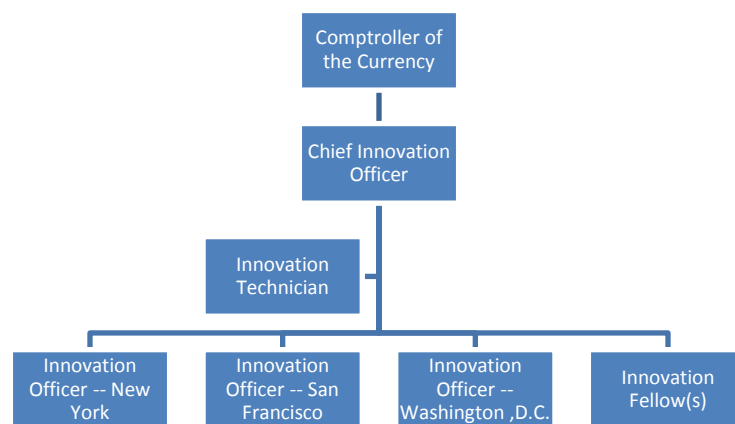 Comptroller of
the Currency
Chief Innovation
Officer
Innovation
Technician
Innovation
Officer -- New
York
Innovation
Officer -- San
Francisco
Innovation
Officer --
Washington ,D.C.
Innovation
Fellow(s)